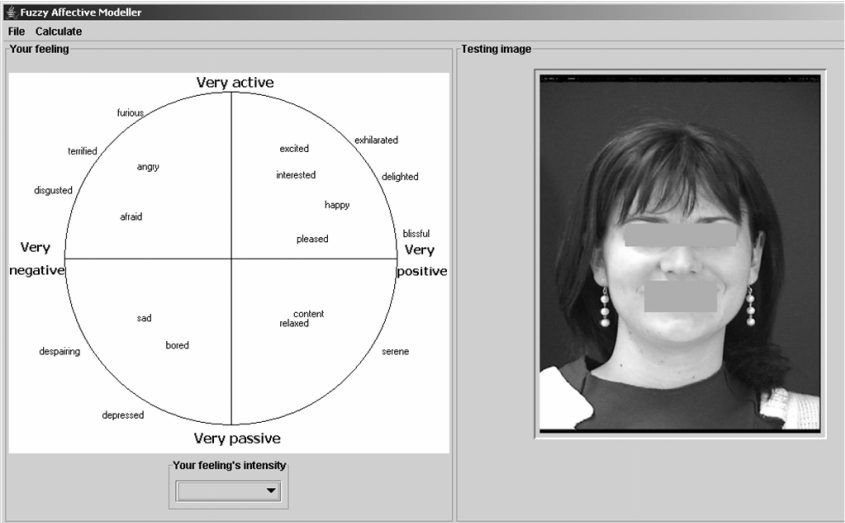 Fuzzy Affective Modeller
File Calculate
Your feeling
Testing image
Very active
furious
exhilarated
terrified
excited
angry
interested
delighted
disgusted
happy
afraid
blissful
pleased
Very
negative
Very
positive
sad
content
relaxed
bored
despairing
serene
depressed
Very passive
Your feeling's intensity